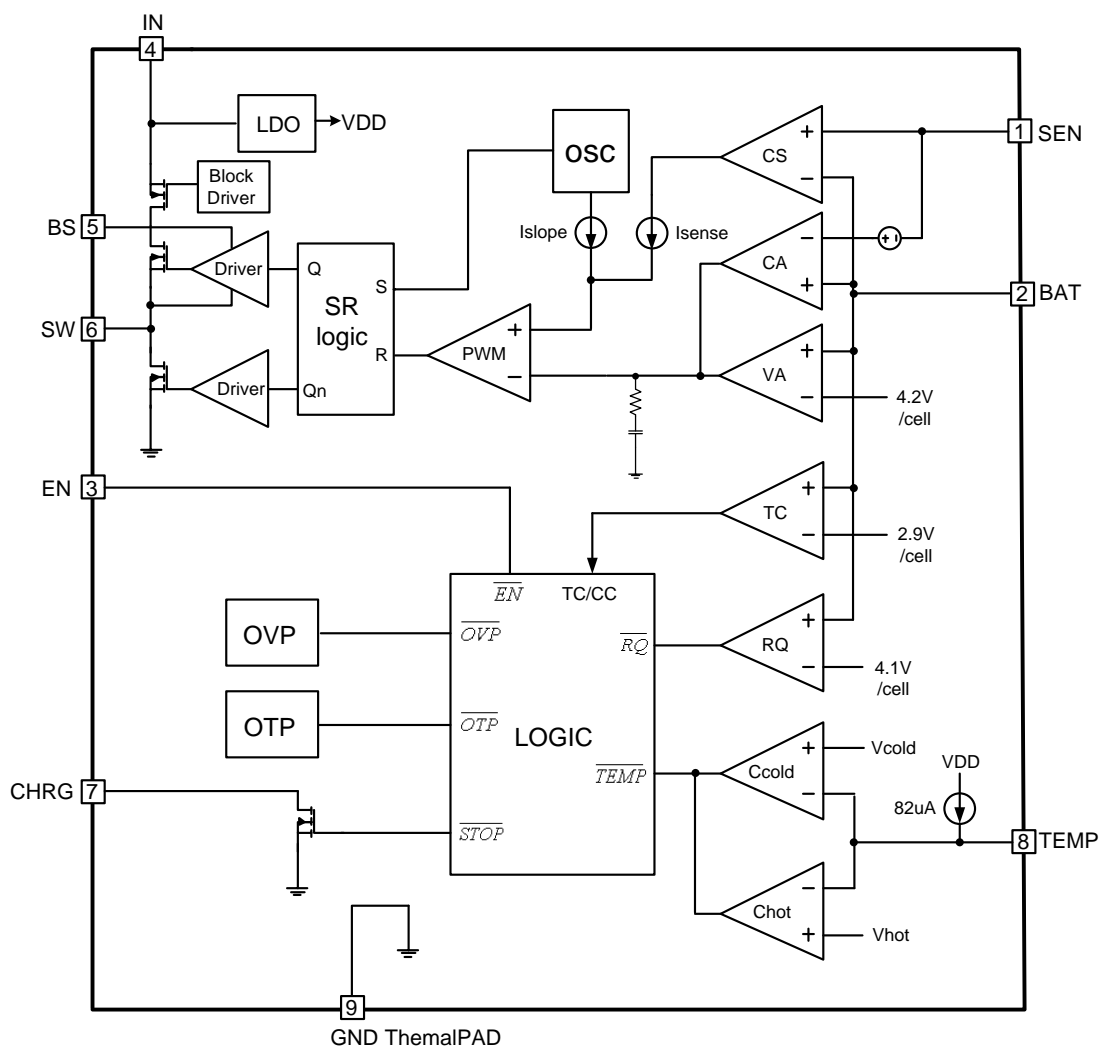 IN
4
LDO
VDD
Block
Driver
BS
5
Driver
SW
6
Driver
Q
SR
logic
S
R
Qn
OSC
Islope
Isense
PWM
+
−
CS
+
−
CA
−
+
VA
+
−
4.2V
/cell
1
SEN
2
BAT
EN
3
TC
+
−
2.9V
/cell
RQ
+
−
4.1V
/cell
EN
TC/CC
OVP
OVP
RQ
OTP
OTP
LOGIC
TEMP
STOP
CHRG
7
Ccold
+
−
Vcold
VDD
82uA
8
TEMP
Chot
−
+
Vhot
9
GND ThemalPAD